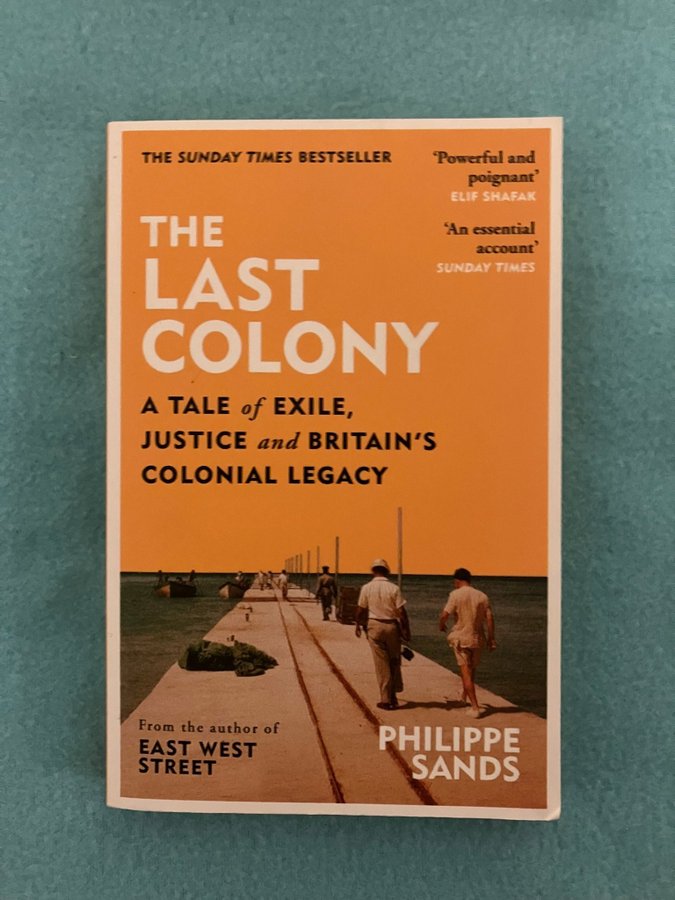 THE SUNDAY TIMES BESTSELLER
‘Powerful and
poignant’
ELIF SHAFAK
‘An essential
account’
SUNDAY TIMES
THE
LAST
COLONY
A TALE of EXILE,
JUSTICE and BRITAIN’S
COLONIAL LEGACY
From the author of
EAST WEST
STREET
PHILIPPE
SANDS